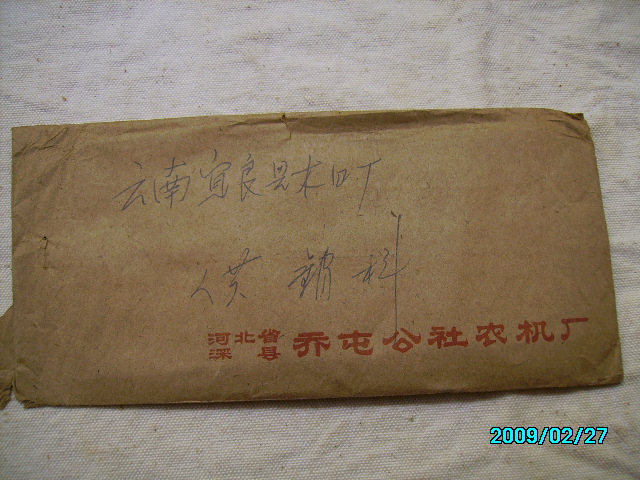 云南宜良县木口厂
供销科
河北省
深县
乔屯公社农机厂
2009/02/27